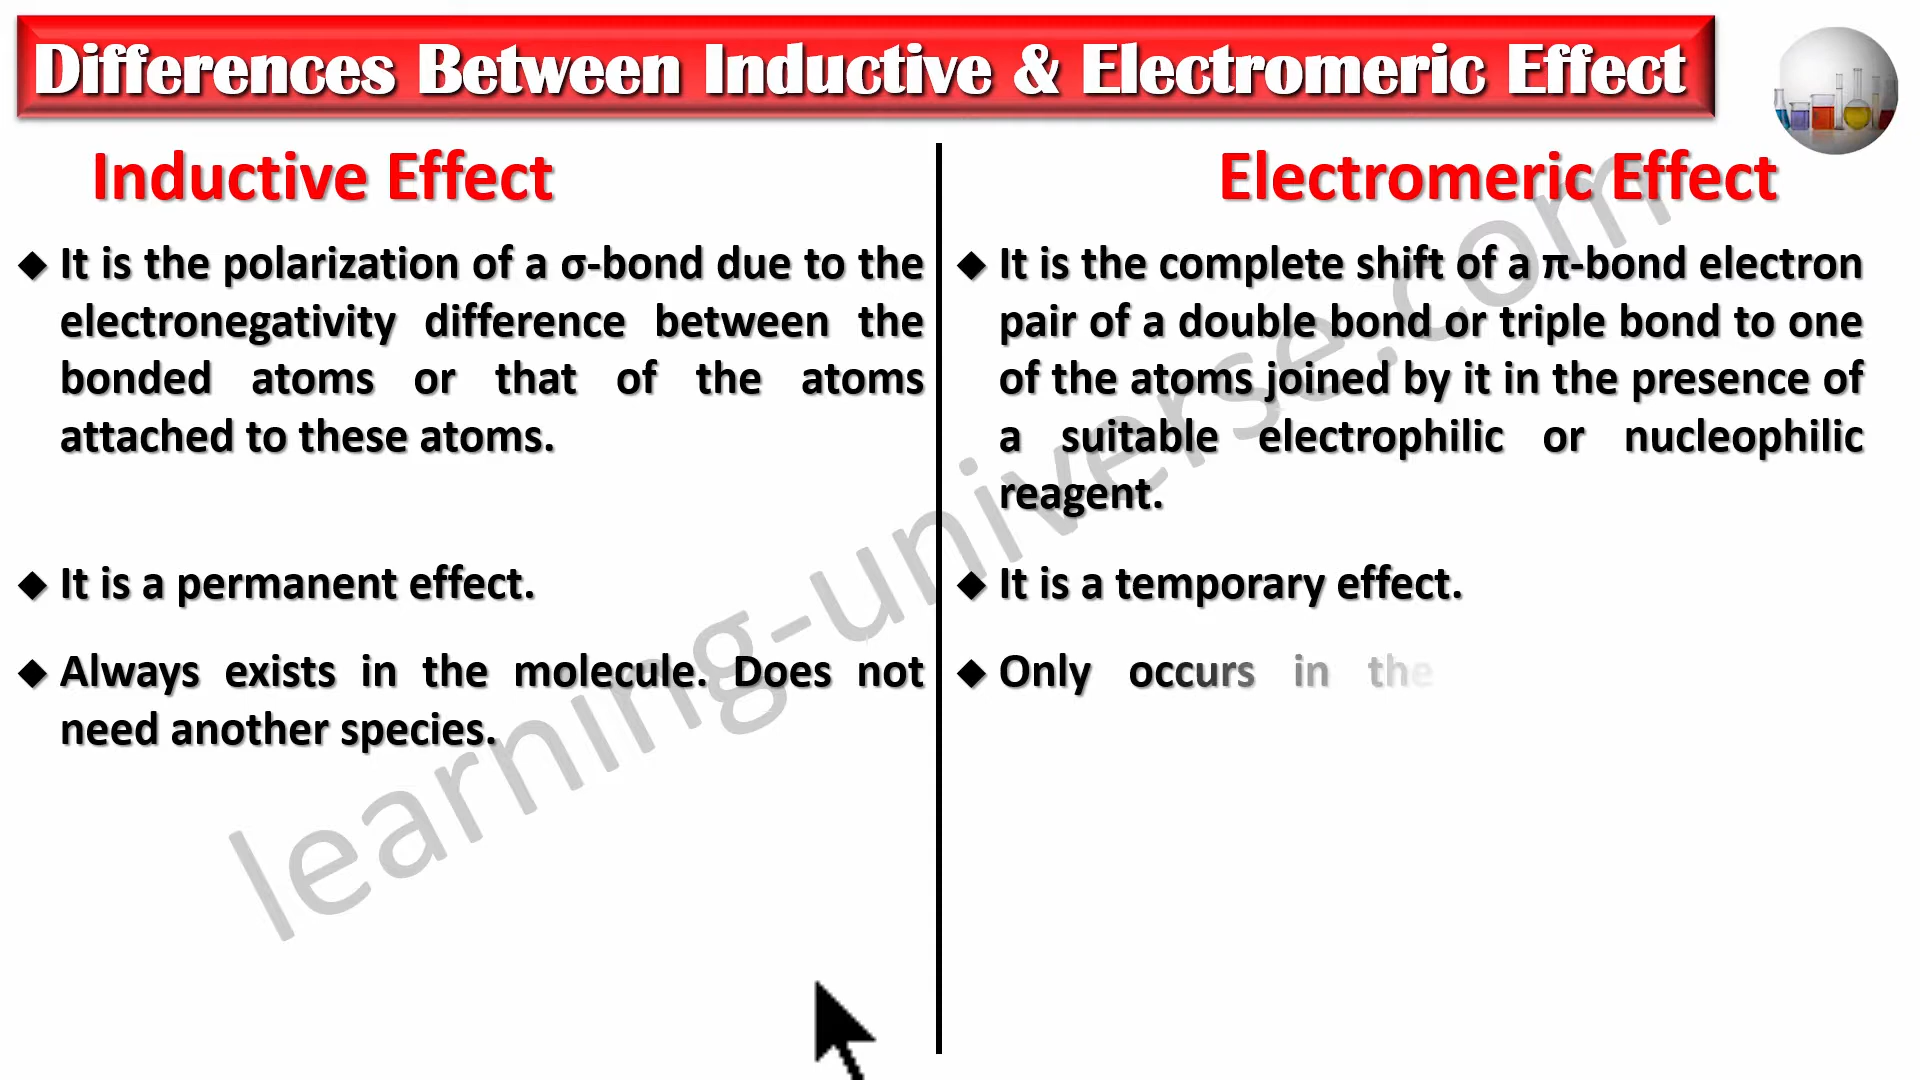 Differences Between Inductive & Electromeric Effect
Inductive Effect
◆ It is the polarization of a σ-bond due to the
electronegativity difference between the
bonded atoms or that of the atoms
attached to these atoms.
◆ It is a permanent effect.
◆ Always exists in the molecule. Does not
need another species.
Electromeric Effect
◆ It is the complete shift of a π-bond electron
pair of a double bond or triple bond to one
of the atoms joined by it in the presence of
a suitable electrophilic or nucleophilic
reagent.
◆ It is a temporary effect.
◆ Only occurs in the
learning-universe.com